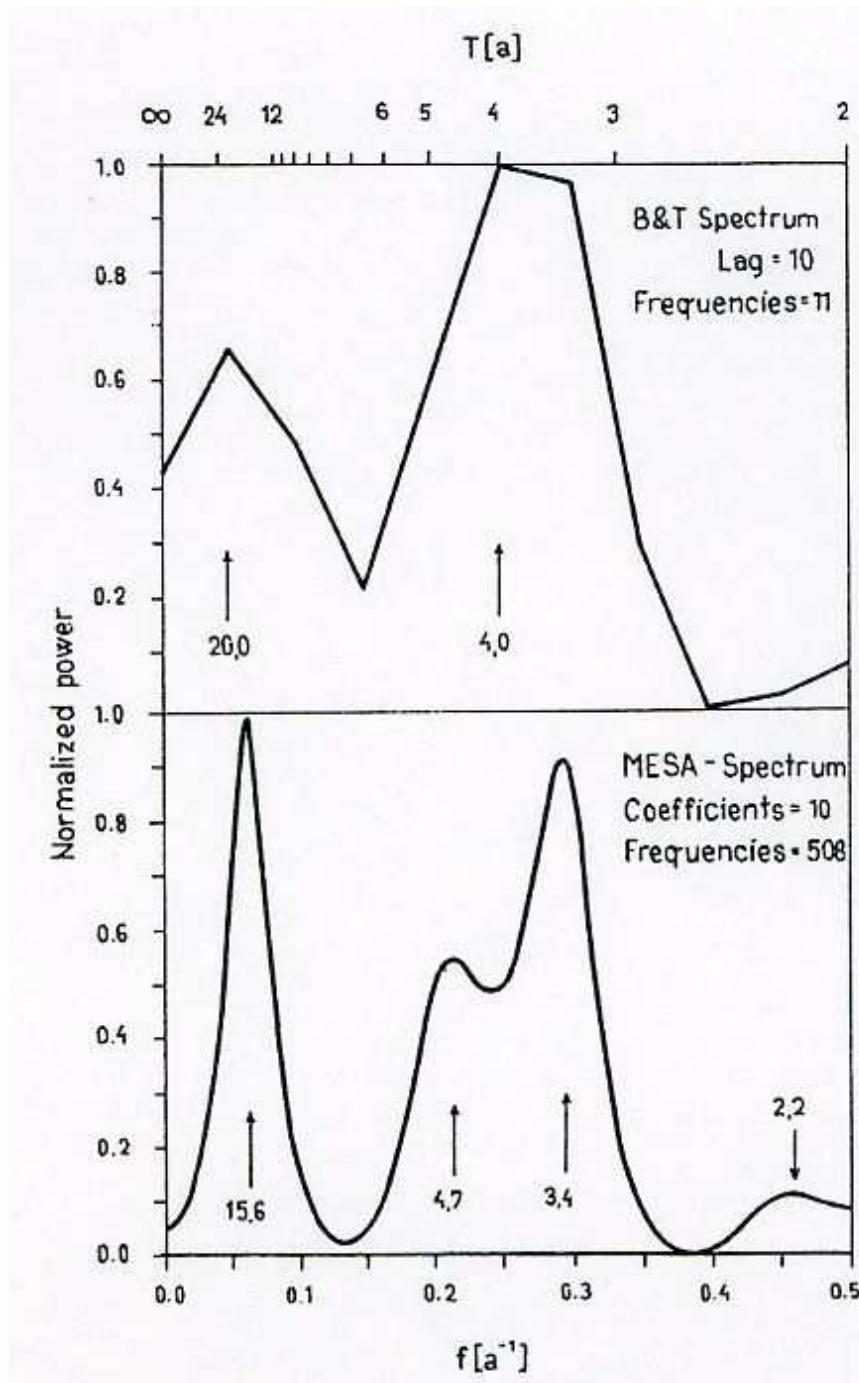 T[a]
∞ 24 12 6 5 4 3 2
1.0
B&T Spectrum
Lag = 10
Frequencies = 11
0.8
0.6
0.4
0.2
20,0
4,0
Normalized power
1.0
MESA - Spectrum
Coefficients = 10
Frequencies = 508
0.8
0.6
0.4
0.2
0.0
15,6
4,7
3,4
2,2
0.0 0.1 0.2 0.3 0.4 0.5
f[a⁻¹]